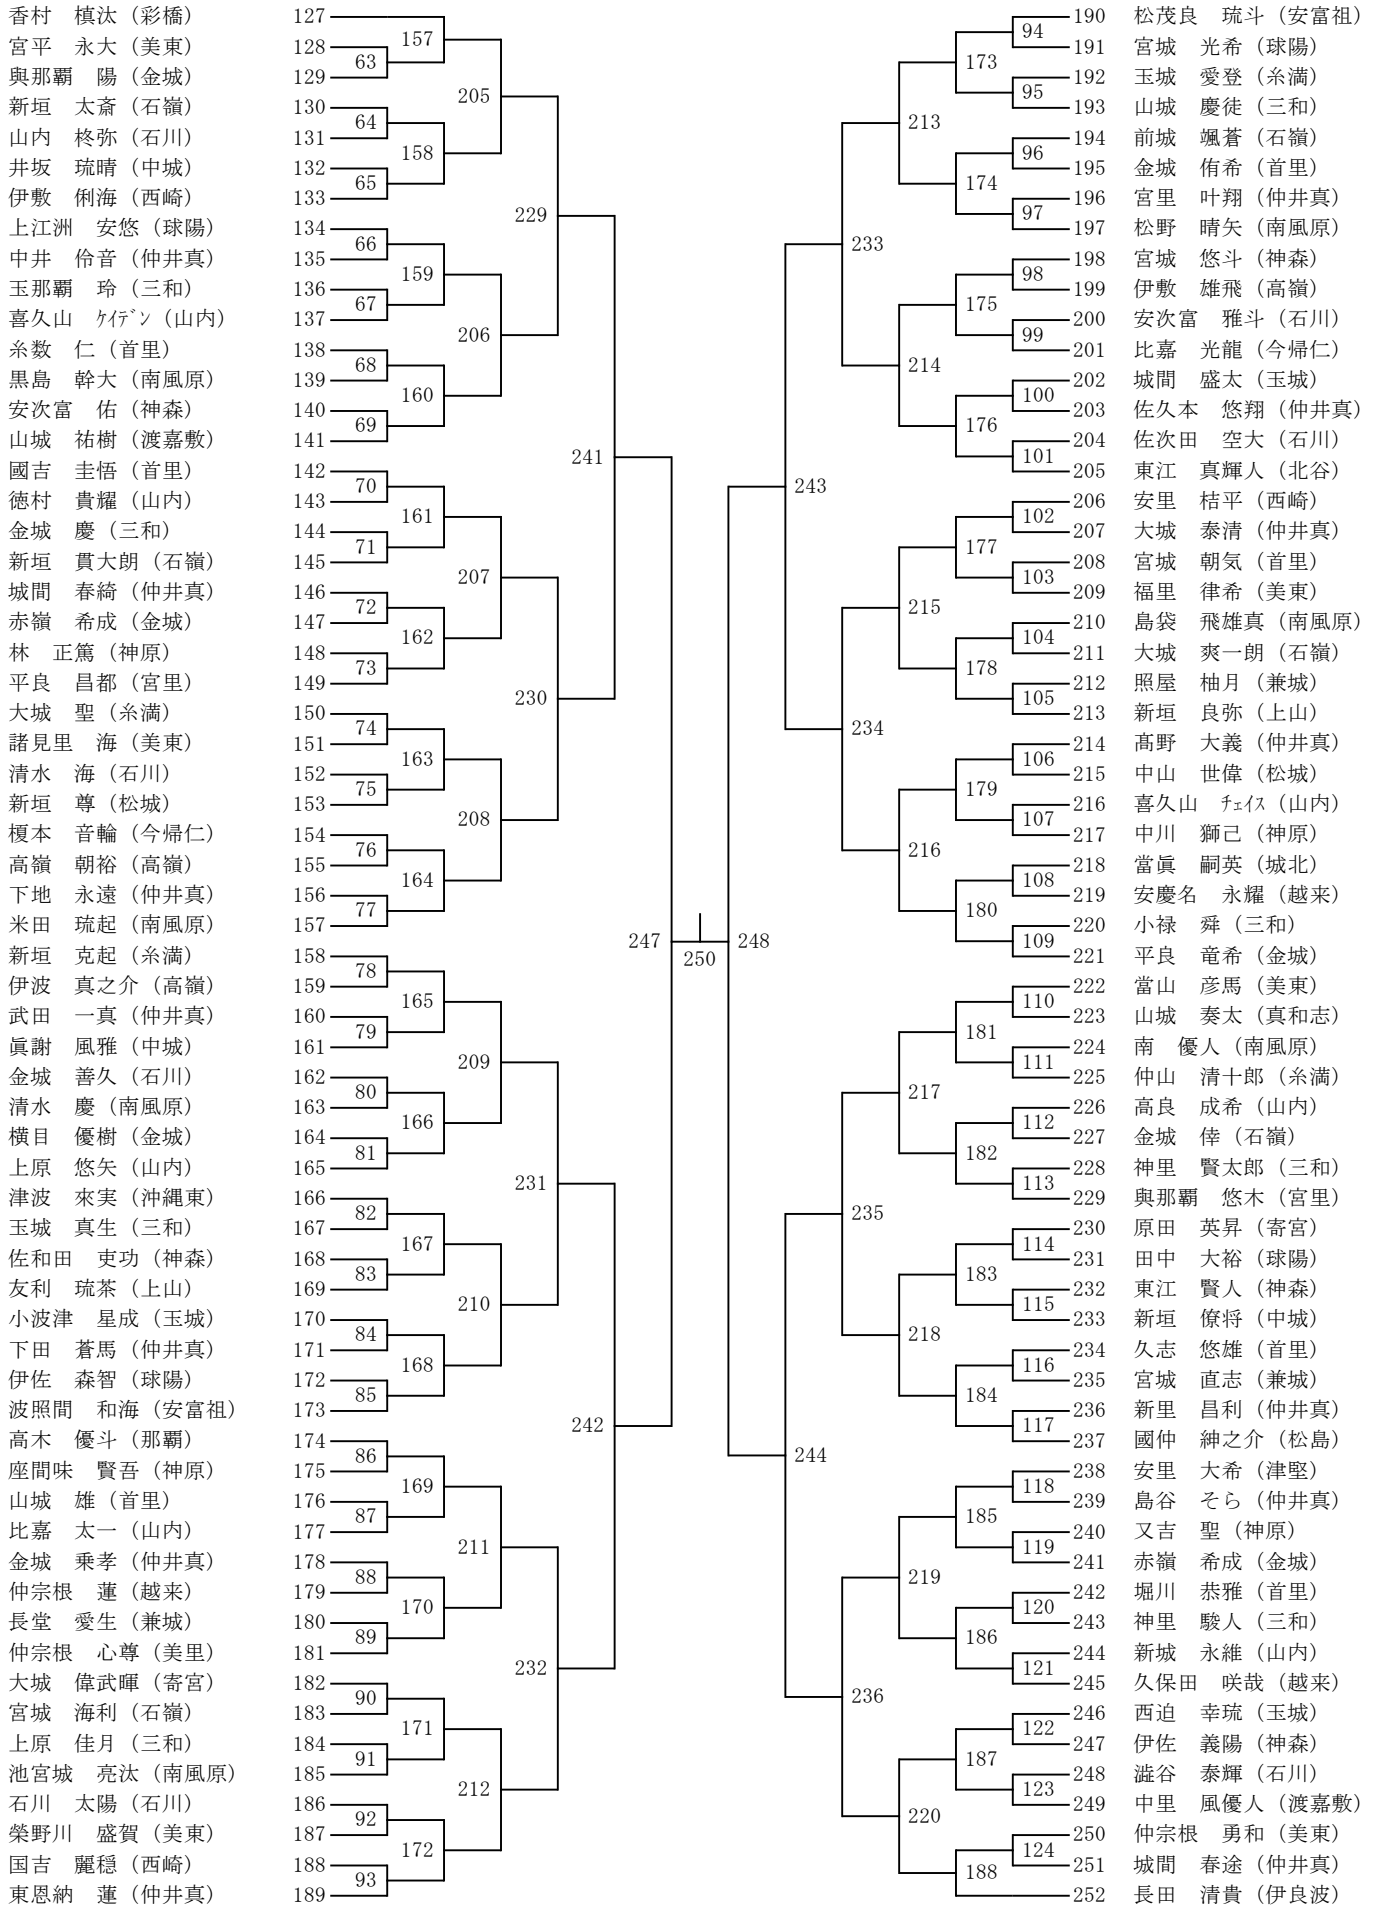 香村　槙汰（彩橋） 127
宮平　永大（美東） 128
與那覇　陽（金城） 129
新垣　太斎（石嶺） 130
山内　柊弥（石川） 131
井坂　琉晴（中城） 132
伊敷　俐海（西崎） 133
上江洲　安悠（球陽） 134
中井　伶音（仲井真） 135
玉那覇　玲（三和） 136
喜久山　ｹｲﾃﾞﾝ（山内） 137
糸数　仁（首里） 138
黒島　幹大（南風原） 139
安次富　佑（神森） 140
山城　祐樹（渡嘉敷） 141
國吉　圭悟（首里） 142
徳村　貴耀（山内） 143
金城　慶（三和） 144
新垣　貫大朗（石嶺） 145
城間　春綺（仲井真） 146
赤嶺　希成（金城） 147
林　正篤（神原） 148
平良　昌都（宮里） 149
大城　聖（糸満） 150
諸見里　海（美東） 151
清水　海（石川） 152
新垣　尊（松城） 153
榎本　音輪（今帰仁） 154
高嶺　朝裕（高嶺） 155
下地　永遠（仲井真） 156
米田　琉起（南風原） 157
新垣　克起（糸満） 158
伊波　真之介（高嶺） 159
武田　一真（仲井真） 160
眞謝　風雅（中城） 161
金城　善久（石川） 162
清水　慶（南風原） 163
横目　優樹（金城） 164
上原　悠矢（山内） 165
津波　來実（沖縄東） 166
玉城　真生（三和） 167
佐和田　吏功（神森） 168
友利　琉茶（上山） 169
小波津　星成（玉城） 170
下田　蒼馬（仲井真） 171
伊佐　森智（球陽） 172
波照間　和海（安富祖） 173
高木　優斗（那覇） 174
座間味　賢吾（神原） 175
山城　雄（首里） 176
比嘉　太一（山内） 177
金城　乗孝（仲井真） 178
仲宗根　蓮（越来） 179
長堂　愛生（兼城） 180
仲宗根　心尊（美里） 181
大城　偉武暉（寄宮） 182
宮城　海利（石嶺） 183
上原　佳月（三和） 184
池宮城　亮汰（南風原） 185
石川　太陽（石川） 186
榮野川　盛賀（美東） 187
国吉　麗穏（西崎） 188
東恩納　蓮（仲井真） 189
63
64
65
66
67
68
69
70
71
72
73
74
75
76
77
78
79
80
81
82
83
84
85
86
87
88
89
90
91
92
93
157
158
159
160
161
162
163
164
165
166
167
168
169
170
171
172
205
206
207
208
209
210
211
212
229
230
231
232
241
242
247
250
248
243
244
233
234
235
236
213
214
215
216
217
218
219
220
173
174
175
176
177
178
179
180
181
182
183
184
185
186
187
188
94
95
96
97
98
99
100
101
102
103
104
105
106
107
108
109
110
111
112
113
114
115
116
117
118
119
120
121
122
123
124
190 松茂良　琉斗（安富祖）
191 宮城　光希（球陽）
192 玉城　愛登（糸満）
193 山城　慶徒（三和）
194 前城　颯蒼（石嶺）
195 金城　侑希（首里）
196 宮里　叶翔（仲井真）
197 松野　晴矢（南風原）
198 宮城　悠斗（神森）
199 伊敷　雄飛（高嶺）
200 安次富　雅斗（石川）
201 比嘉　光龍（今帰仁）
202 城間　盛太（玉城）
203 佐久本　悠翔（仲井真）
204 佐次田　空大（石川）
205 東江　真輝人（北谷）
206 安里　桔平（西崎）
207 大城　泰清（仲井真）
208 宮城　朝気（首里）
209 福里　律希（美東）
210 島袋　飛雄真（南風原）
211 大城　爽一朗（石嶺）
212 照屋　柚月（兼城）
213 新垣　良弥（上山）
214 髙野　大義（仲井真）
215 中山　世偉（松城）
216 喜久山　ﾁｪｲｽ（山内）
217 中川　獅己（神原）
218 當眞　嗣英（城北）
219 安慶名　永耀（越来）
220 小禄　舜（三和）
221 平良　竜希（金城）
222 當山　彦馬（美東）
223 山城　奏太（真和志）
224 南　優人（南風原）
225 仲山　清十郎（糸満）
226 高良　成希（山内）
227 金城　倖（石嶺）
228 神里　賢太郎（三和）
229 與那覇　悠木（宮里）
230 原田　英昇（寄宮）
231 田中　大裕（球陽）
232 東江　賢人（神森）
233 新垣　僚将（中城）
234 久志　悠雄（首里）
235 宮城　直志（兼城）
236 新里　昌利（仲井真）
237 國仲　紳之介（松島）
238 安里　大希（津堅）
239 島谷　そら（仲井真）
240 又吉　聖（神原）
241 赤嶺　希成（金城）
242 堀川　恭雅（首里）
243 神里　駿人（三和）
244 新城　永維（山内）
245 久保田　咲哉（越来）
246 西迫　幸琉（玉城）
247 伊佐　義陽（神森）
248 澁谷　泰輝（石川）
249 中里　風優人（渡嘉敷）
250 仲宗根　勇和（美東）
251 城間　春途（仲井真）
252 長田　清貴（伊良波）